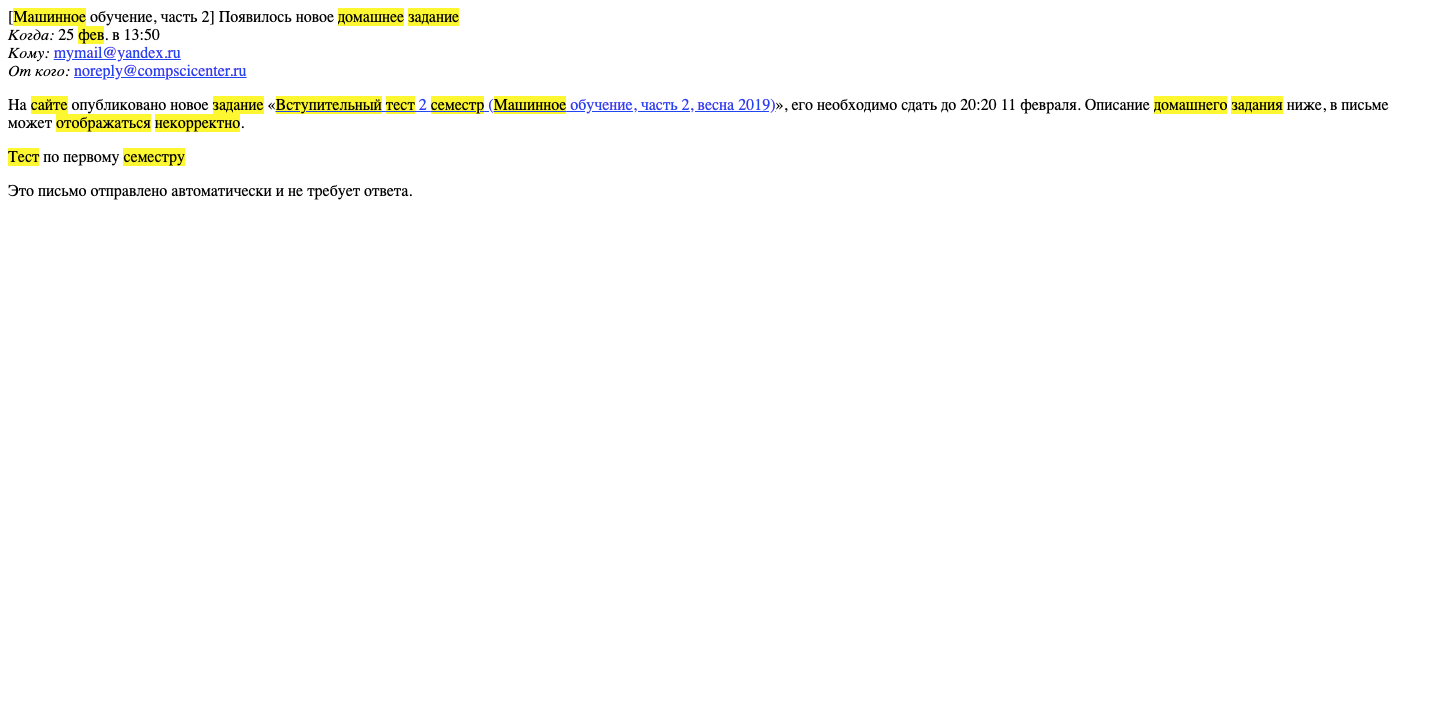 [Машинное обучение, часть 2] Появилось новое домашнее задание
Когда: 25 фев. в 13:50
Кому: mymail@yandex.ru
От кого: noreply@compscicenter.ru
На сайте опубликовано новое задание «Вступительный тест 2 семестр (Машинное обучение, часть 2, весна 2019)», его необходимо сдать до 20:20 11 февраля. Описание домашнего задания ниже, в письме
может отображаться некорректно.
Тест по первому семестру
Это письмо отправлено автоматически и не требует ответа.